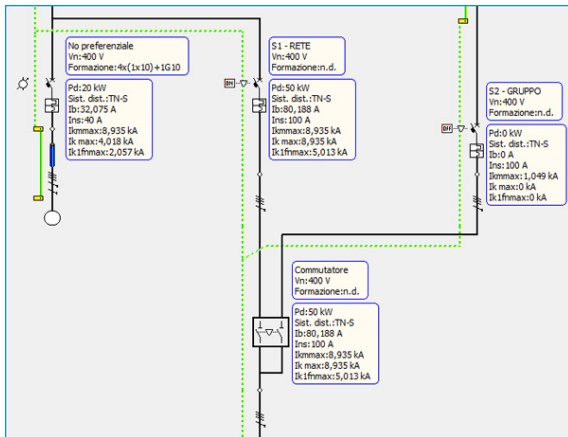 No preferenziale
Vn:400 V
Formazione:4x(1x10)+1G10
Pd:20 kW
Sist. dist.:TN-S
Ib:32,075 A
Ins:40 A
Ikmmax:8,935 kA
Ik max:4,018 kA
Ik1fnmax:2,057 kA
S1 - RETE
Vn:400 V
Formazione:n.d.
Pd:50 kW
Sist. dist.:TN-S
Ib:80,188 A
Ins:100 A
Ikmmax:8,935 kA
Ik max:8,935 kA
Ik1fnmax:5,013 kA
S2 - GRUPPO
Vn:400 V
Formazione:n.d.
Pd:0 kW
Sist. dist.:TN-S
Ib:0 A
Ins:100 A
Ikmmax:1,049 kA
Ik max:0 kA
Ik1fnmax:0 kA
Commutatore
Vn:400 V
Formazione:n.d.
Pd:50 kW
Sist. dist.:TN-S
Ib:80,188 A
Ins:100 A
Ikmmax:8,935 kA
Ik max:8,935 kA
Ik1fnmax:5,013 kA